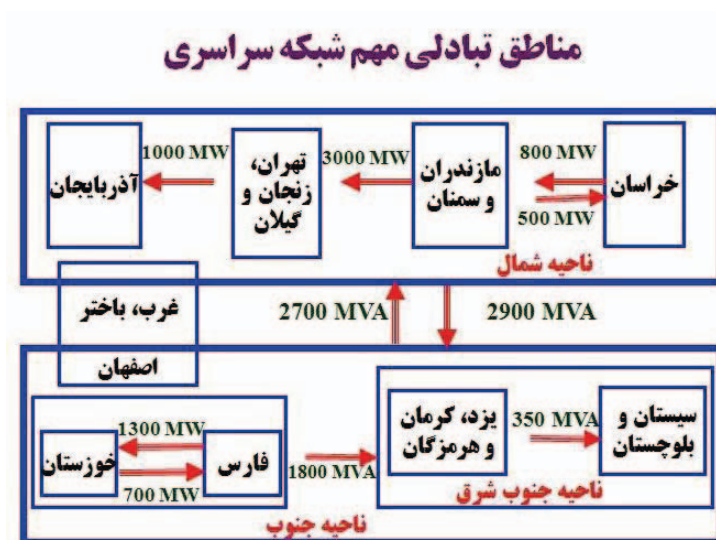 مناطق تبادلی مهم شبکه سراسری
خراسان
800 MW
500 MW
مازندران
و سمنان
3000 MW
تهران،
زنجان و
گیلان
1000 MW
آذربایجان
ناحیه شمال
غرب، باختر
اصفهان
2700 MVA
2900 MVA
سیستان و
بلوچستان
350 MVA
یزد، کرمان
و هرمزگان
ناحیه جنوب شرق
1800 MVA
فارس
1300 MW
700 MW
خوزستان
ناحیه جنوب